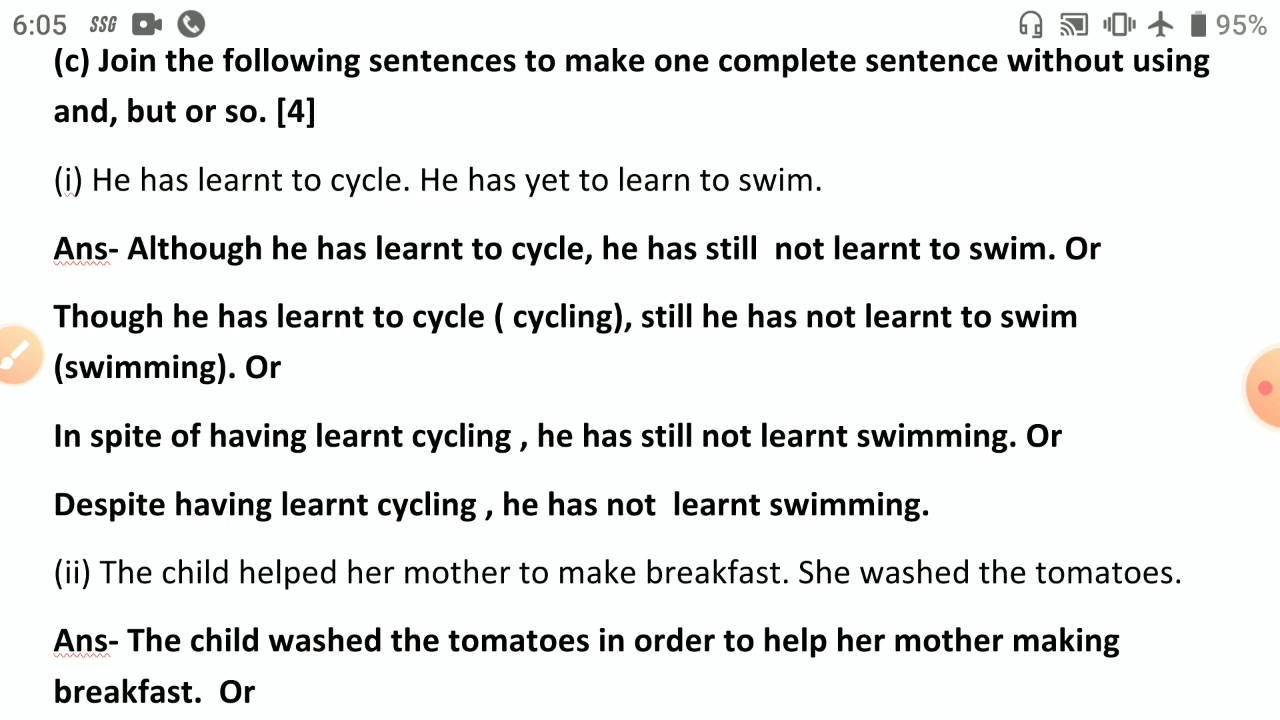 6:05 SSG 95%
(c) Join the following sentences to make one complete sentence without using
and, but or so. [4]
(i) He has learnt to cycle. He has yet to learn to swim.
Ans- Although he has learnt to cycle, he has still  not learnt to swim. Or
Though he has learnt to cycle ( cycling), still he has not learnt to swim
(swimming). Or
In spite of having learnt cycling , he has still not learnt swimming. Or
Despite having learnt cycling , he has not  learnt swimming.
(ii) The child helped her mother to make breakfast. She washed the tomatoes.
Ans- The child washed the tomatoes in order to help her mother making
breakfast.  Or